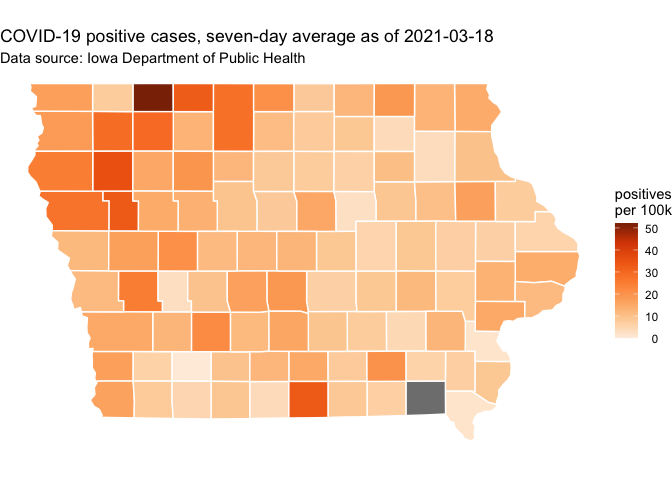 COVID-19 positive cases, seven-day average as of 2021-03-18
Data source: Iowa Department of Public Health
positives
per 100k
50
40
30
20
10
0